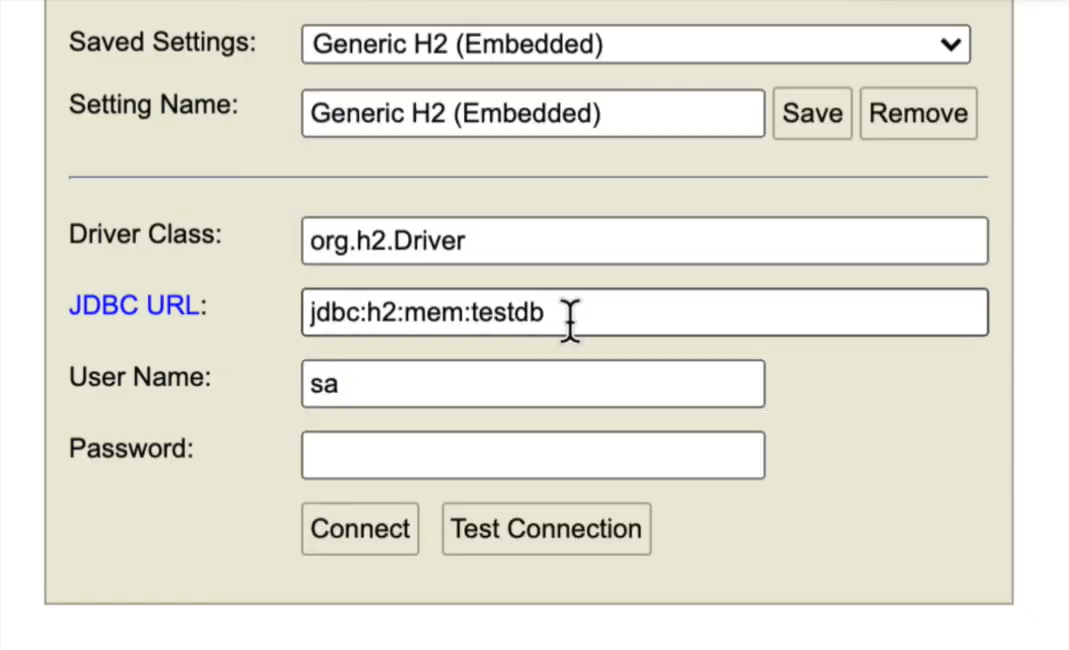 Saved Settings: Generic H2 (Embedded)
Setting Name: Generic H2 (Embedded) Save Remove
Driver Class: org.h2.Driver
JDBC URL: jdbc:h2:mem:testdb
User Name: sa
Password:
Connect Test Connection